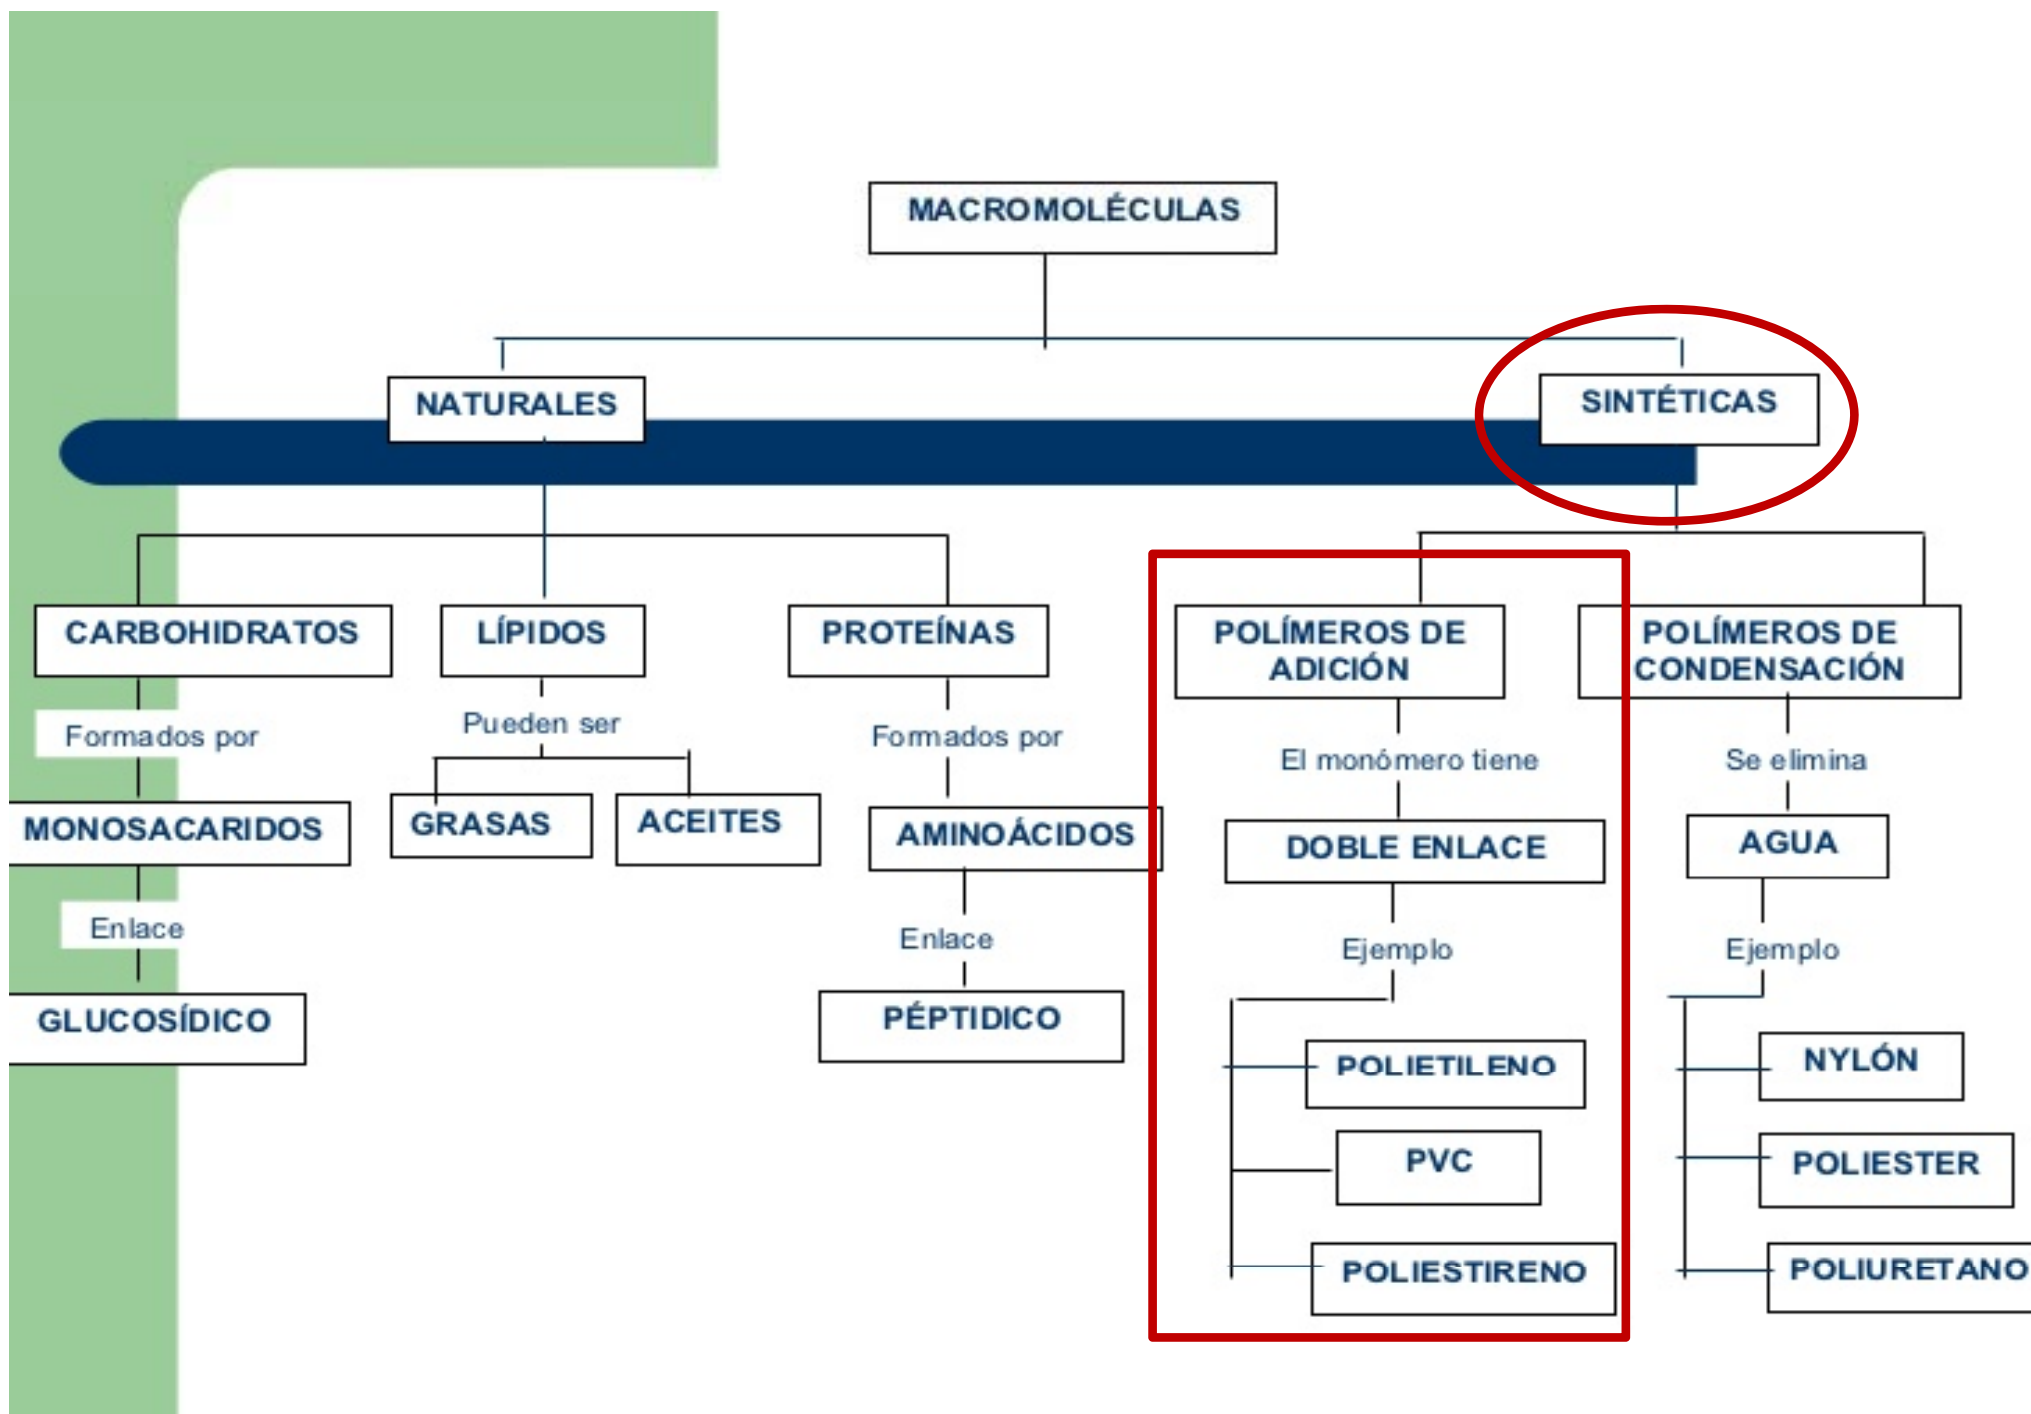 MACROMOLÉCULAS
NATURALES
SINTÉTICAS
CARBOHIDRATOS
LÍPIDOS
PROTEÍNAS
POLÍMEROS DE
ADICIÓN
POLÍMEROS DE
CONDENSACIÓN
Formados por
Pueden ser
Formados por
El monómero tiene
Se elimina
MONOSACARIDOS
GRASAS
ACEITES
AMINOÁCIDOS
DOBLE ENLACE
AGUA
Enlace
Enlace
Ejemplo
Ejemplo
GLUCOSÍDICO
PÉPTIDICO
POLIETILENO
NYLÓN
PVC
POLIESTER
POLIESTIRENO
POLIURETANO